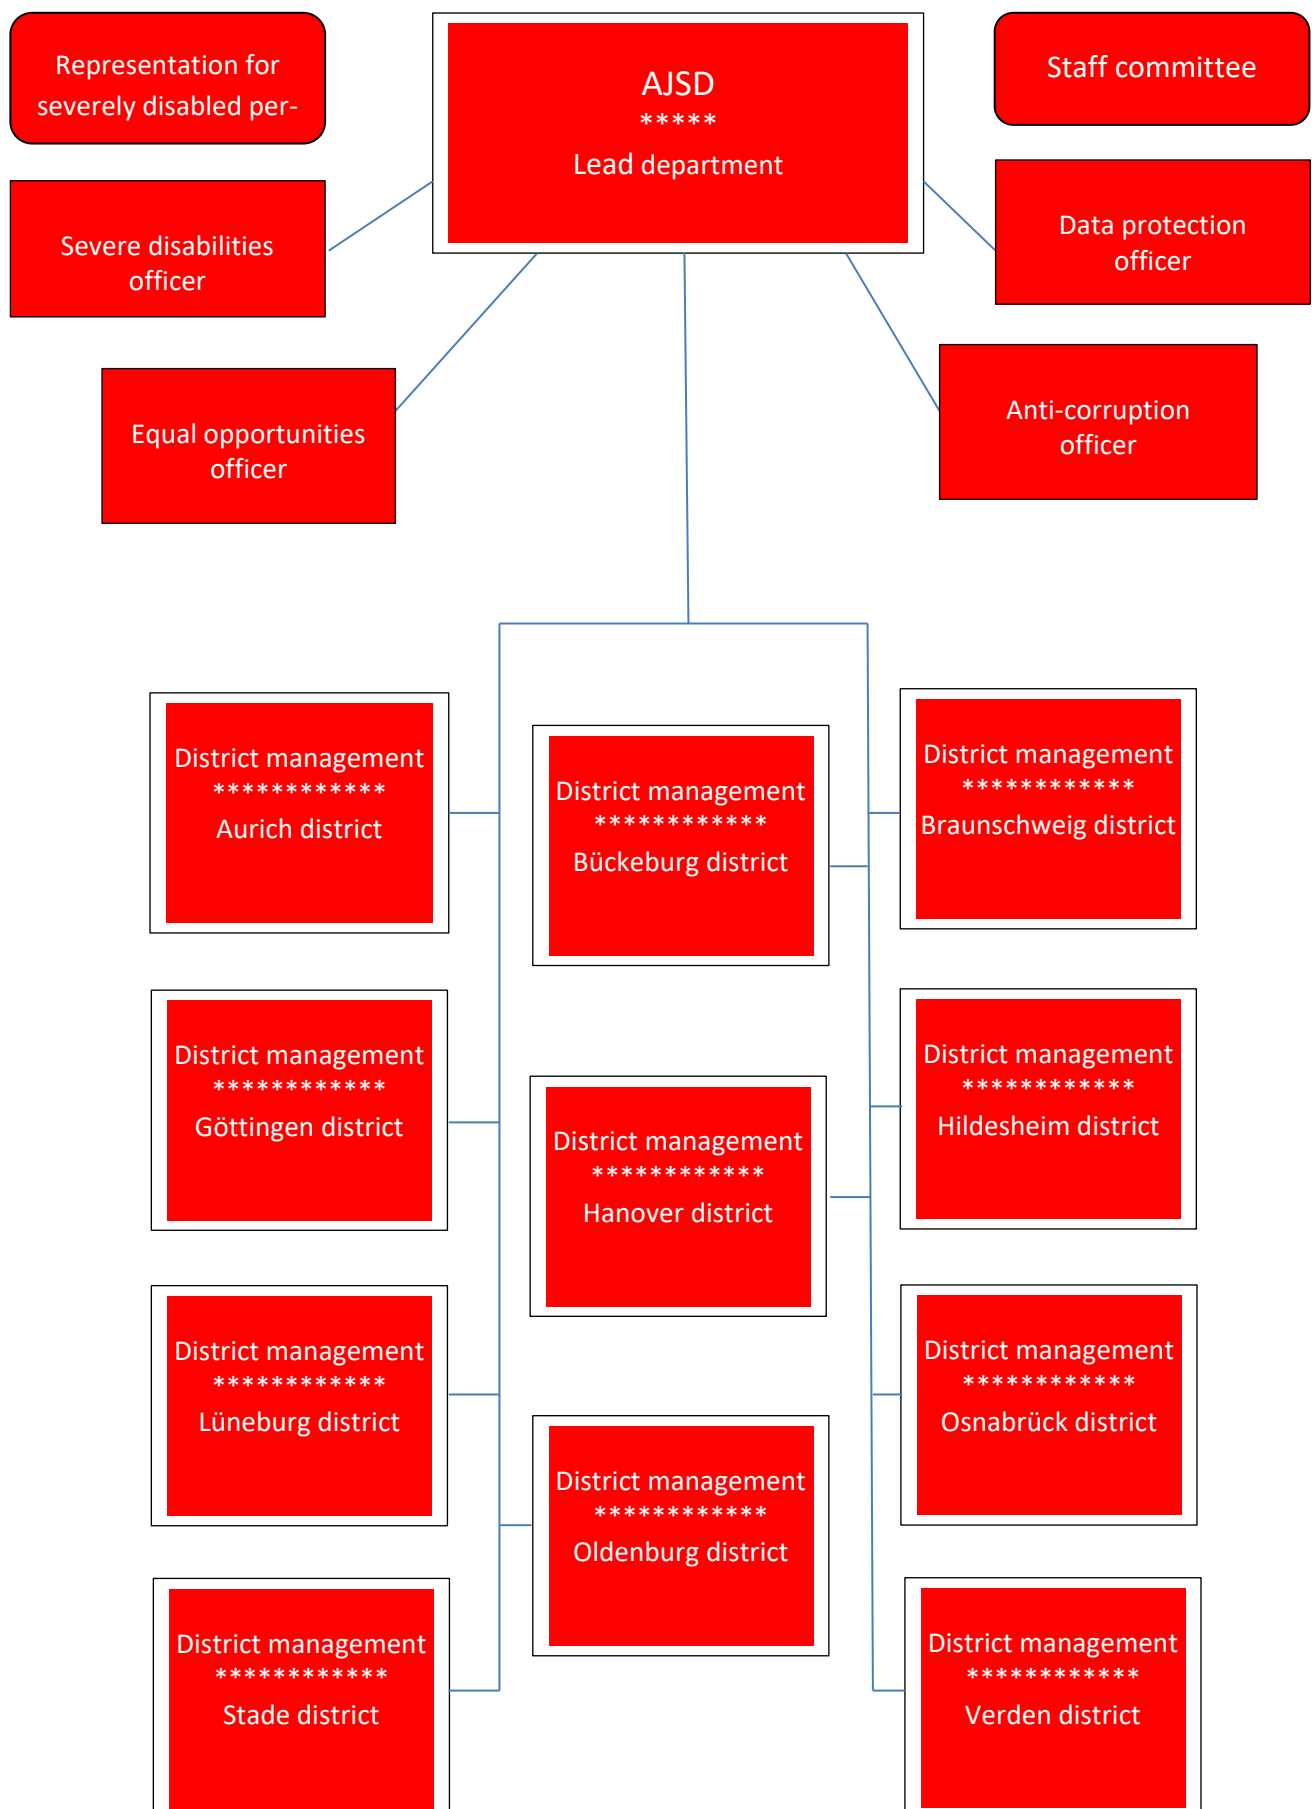 Representation for
severely disabled per-
AJSD
*****
Lead department
Staff committee
Severe disabilities
officer
Data protection
officer
Equal opportunities
officer
Anti-corruption
officer
District management
************
Aurich district
District management
************
Bückeburg district
District management
************
Braunschweig district
District management
************
Göttingen district
District management
************
Hanover district
District management
************
Hildesheim district
District management
************
Lüneburg district
District management
************
Oldenburg district
District management
************
Osnabrück district
District management
************
Stade district
District management
************
Verden district